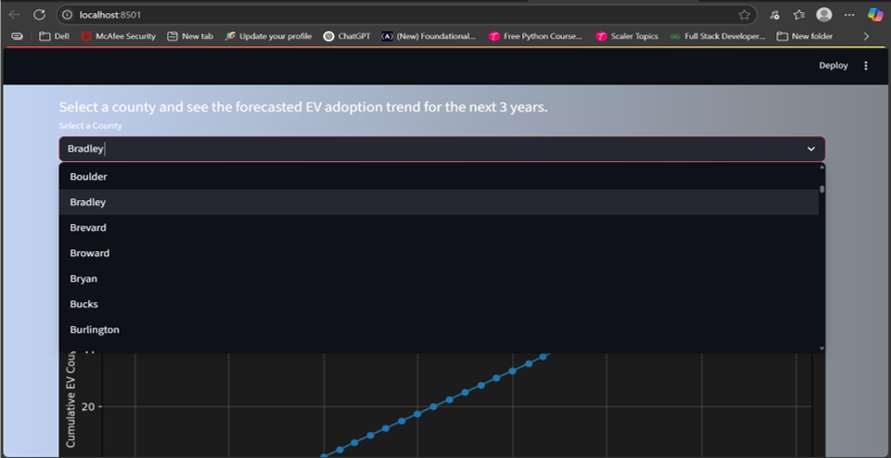 localhost:8501
Dell
McAfee Security
New tab
Update your profile
ChatGPT
(New) Foundational...
Free Python Course...
Scaler Topics
Full Stack Developer...
New folder
Deploy
Select a county and see the forecasted EV adoption trend for the next 3 years.
Select a County
Bradley
Boulder
Bradley
Brevard
Broward
Bryan
Bucks
Burlington
Cumulative EV
20